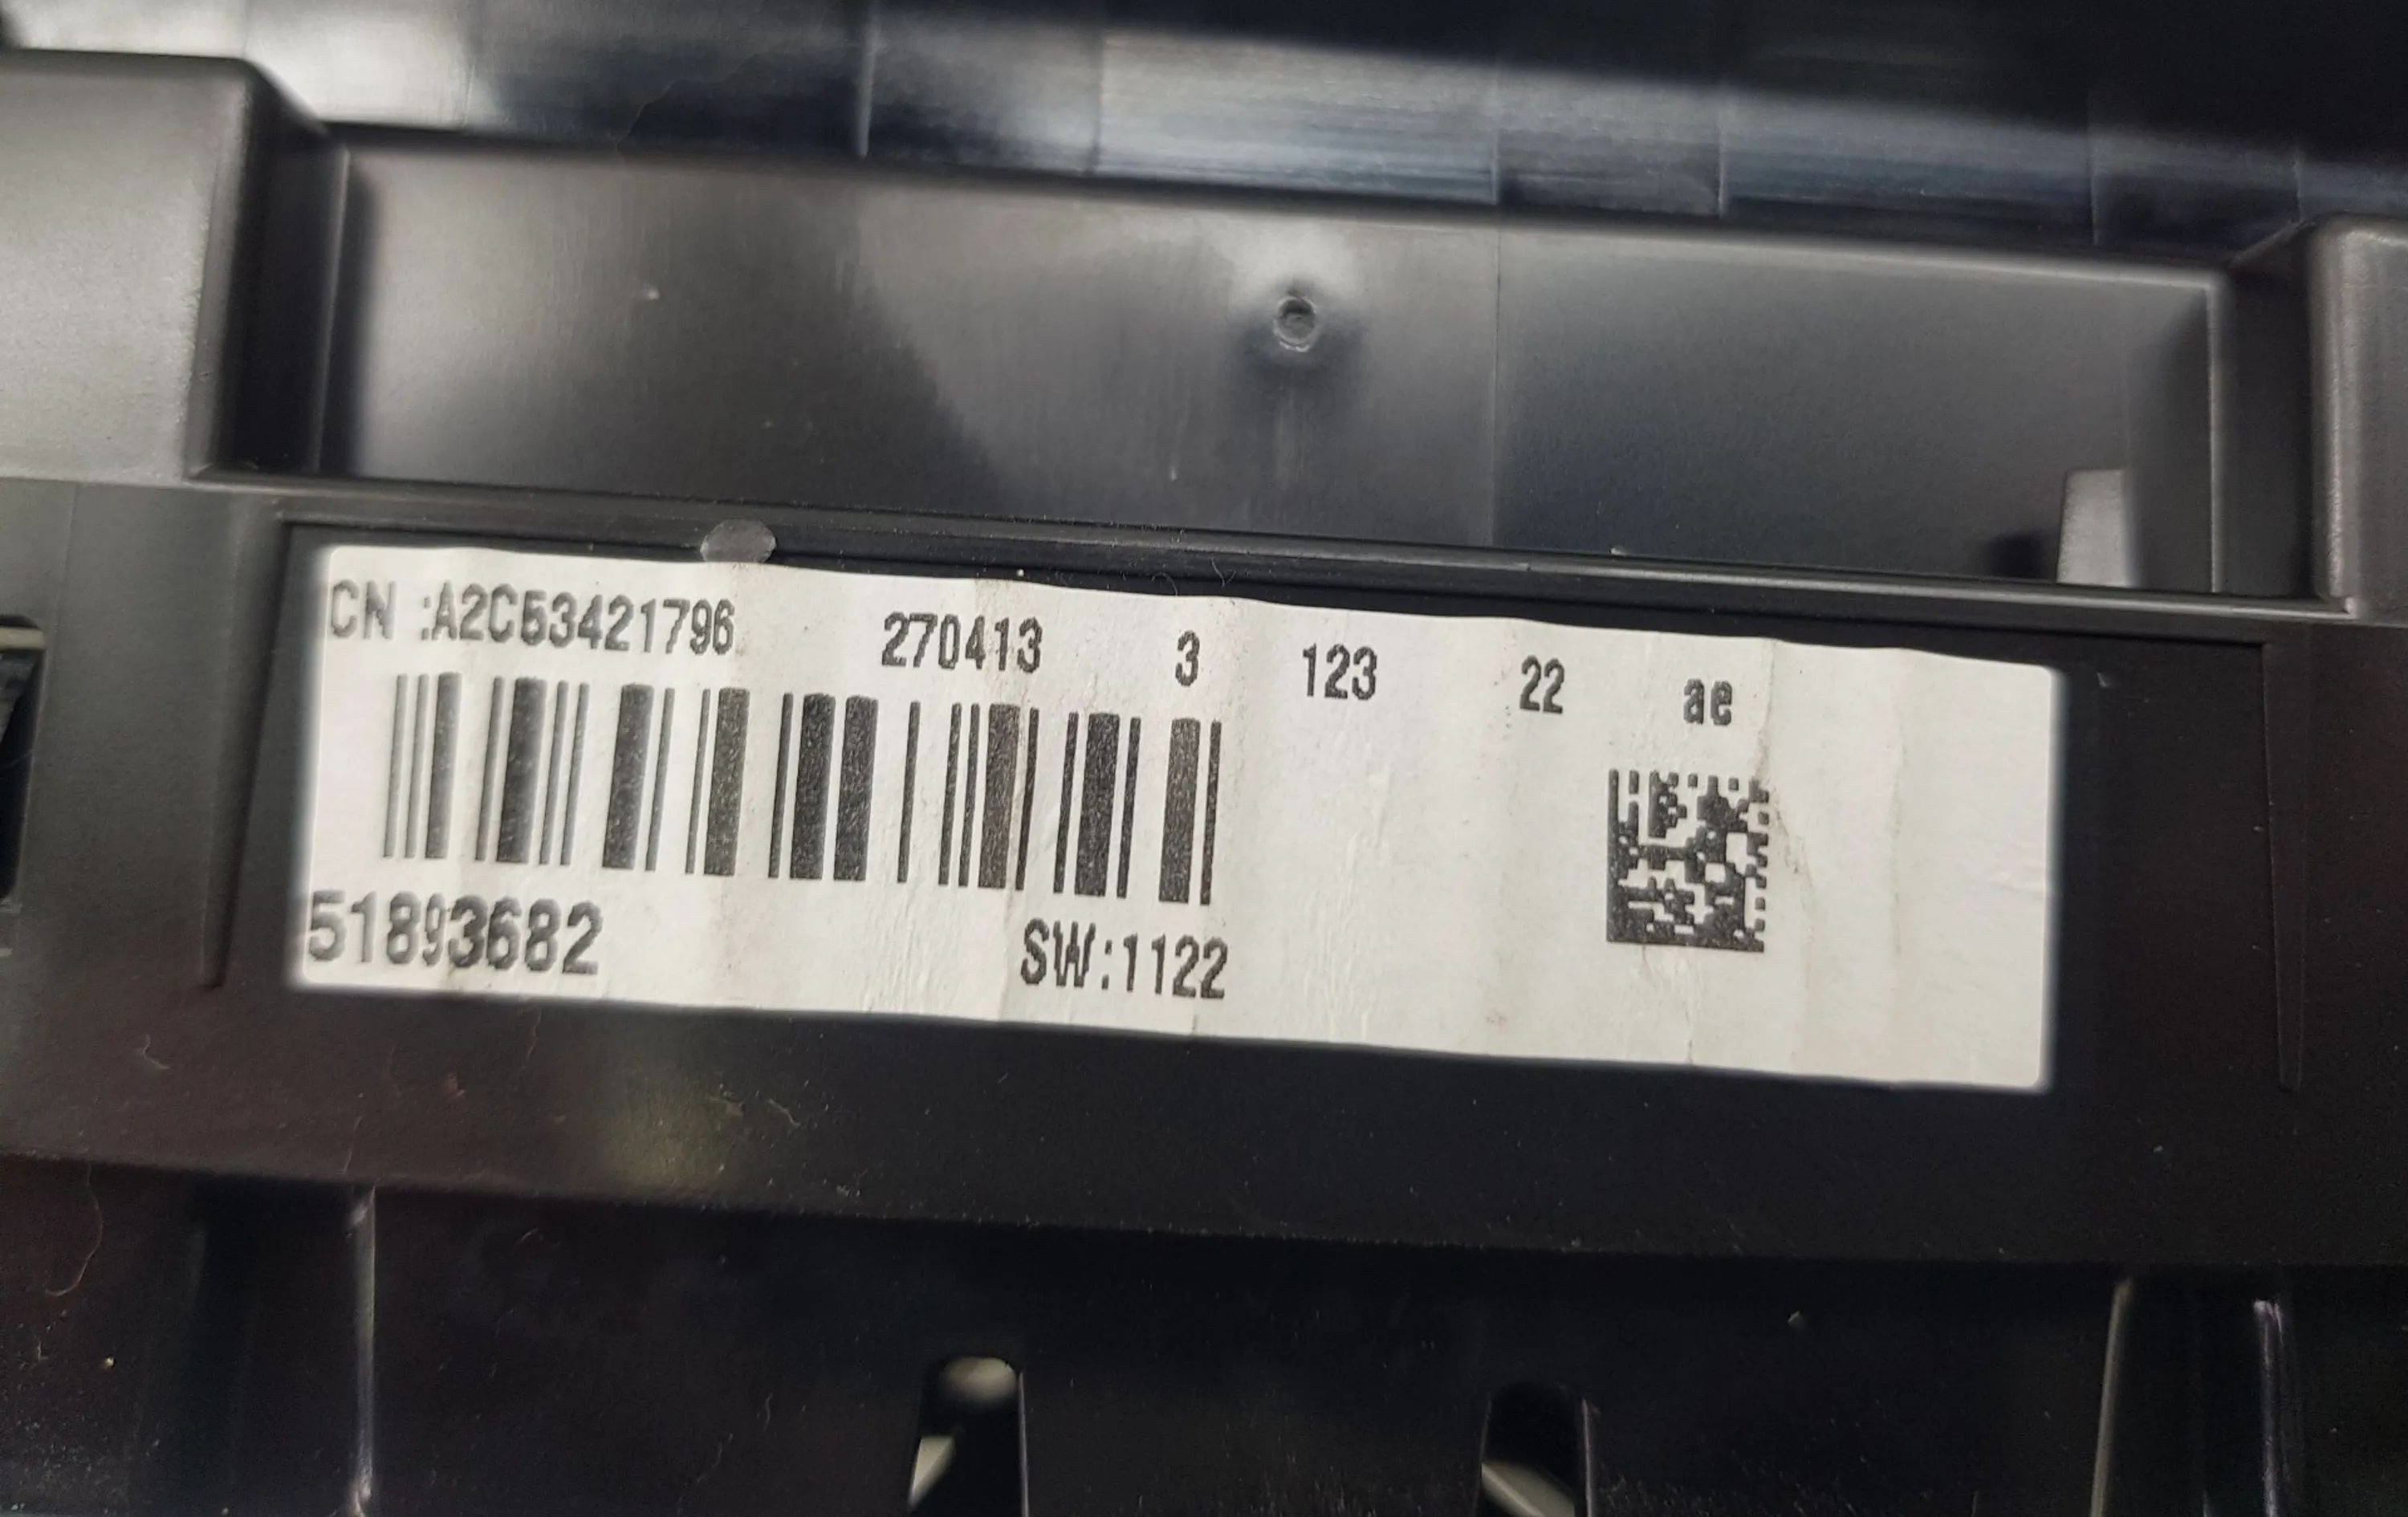 CN :A2C53421796 270413 3 123 22 ae
51893682 SW:1122